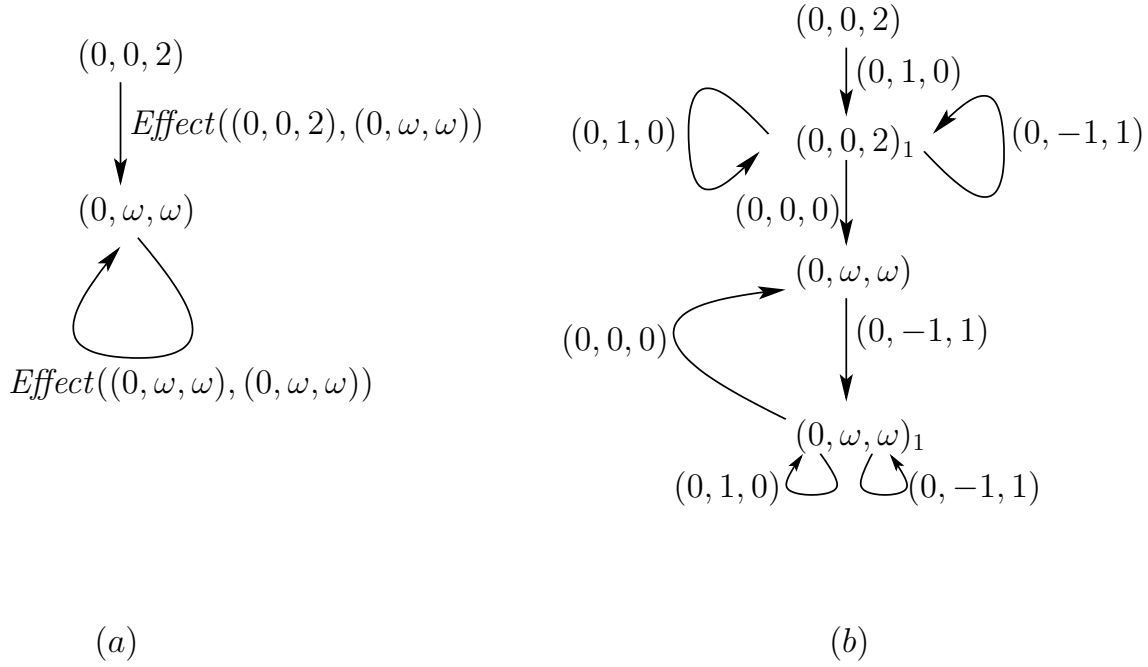 (0, 0, 2)
Effect((0, 0, 2), (0, ω, ω))
(0, ω, ω)
Effect((0, ω, ω), (0, ω, ω))
(a)
(0, 0, 2)
(0, 1, 0)
(0, 1, 0)
(0, 0, 2)₁
(0, −1, 1)
(0, 0, 0)
(0, ω, ω)
(0, 0, 0)
(0, −1, 1)
(0, ω, ω)₁
(0, 1, 0)
(0, −1, 1)
(b)